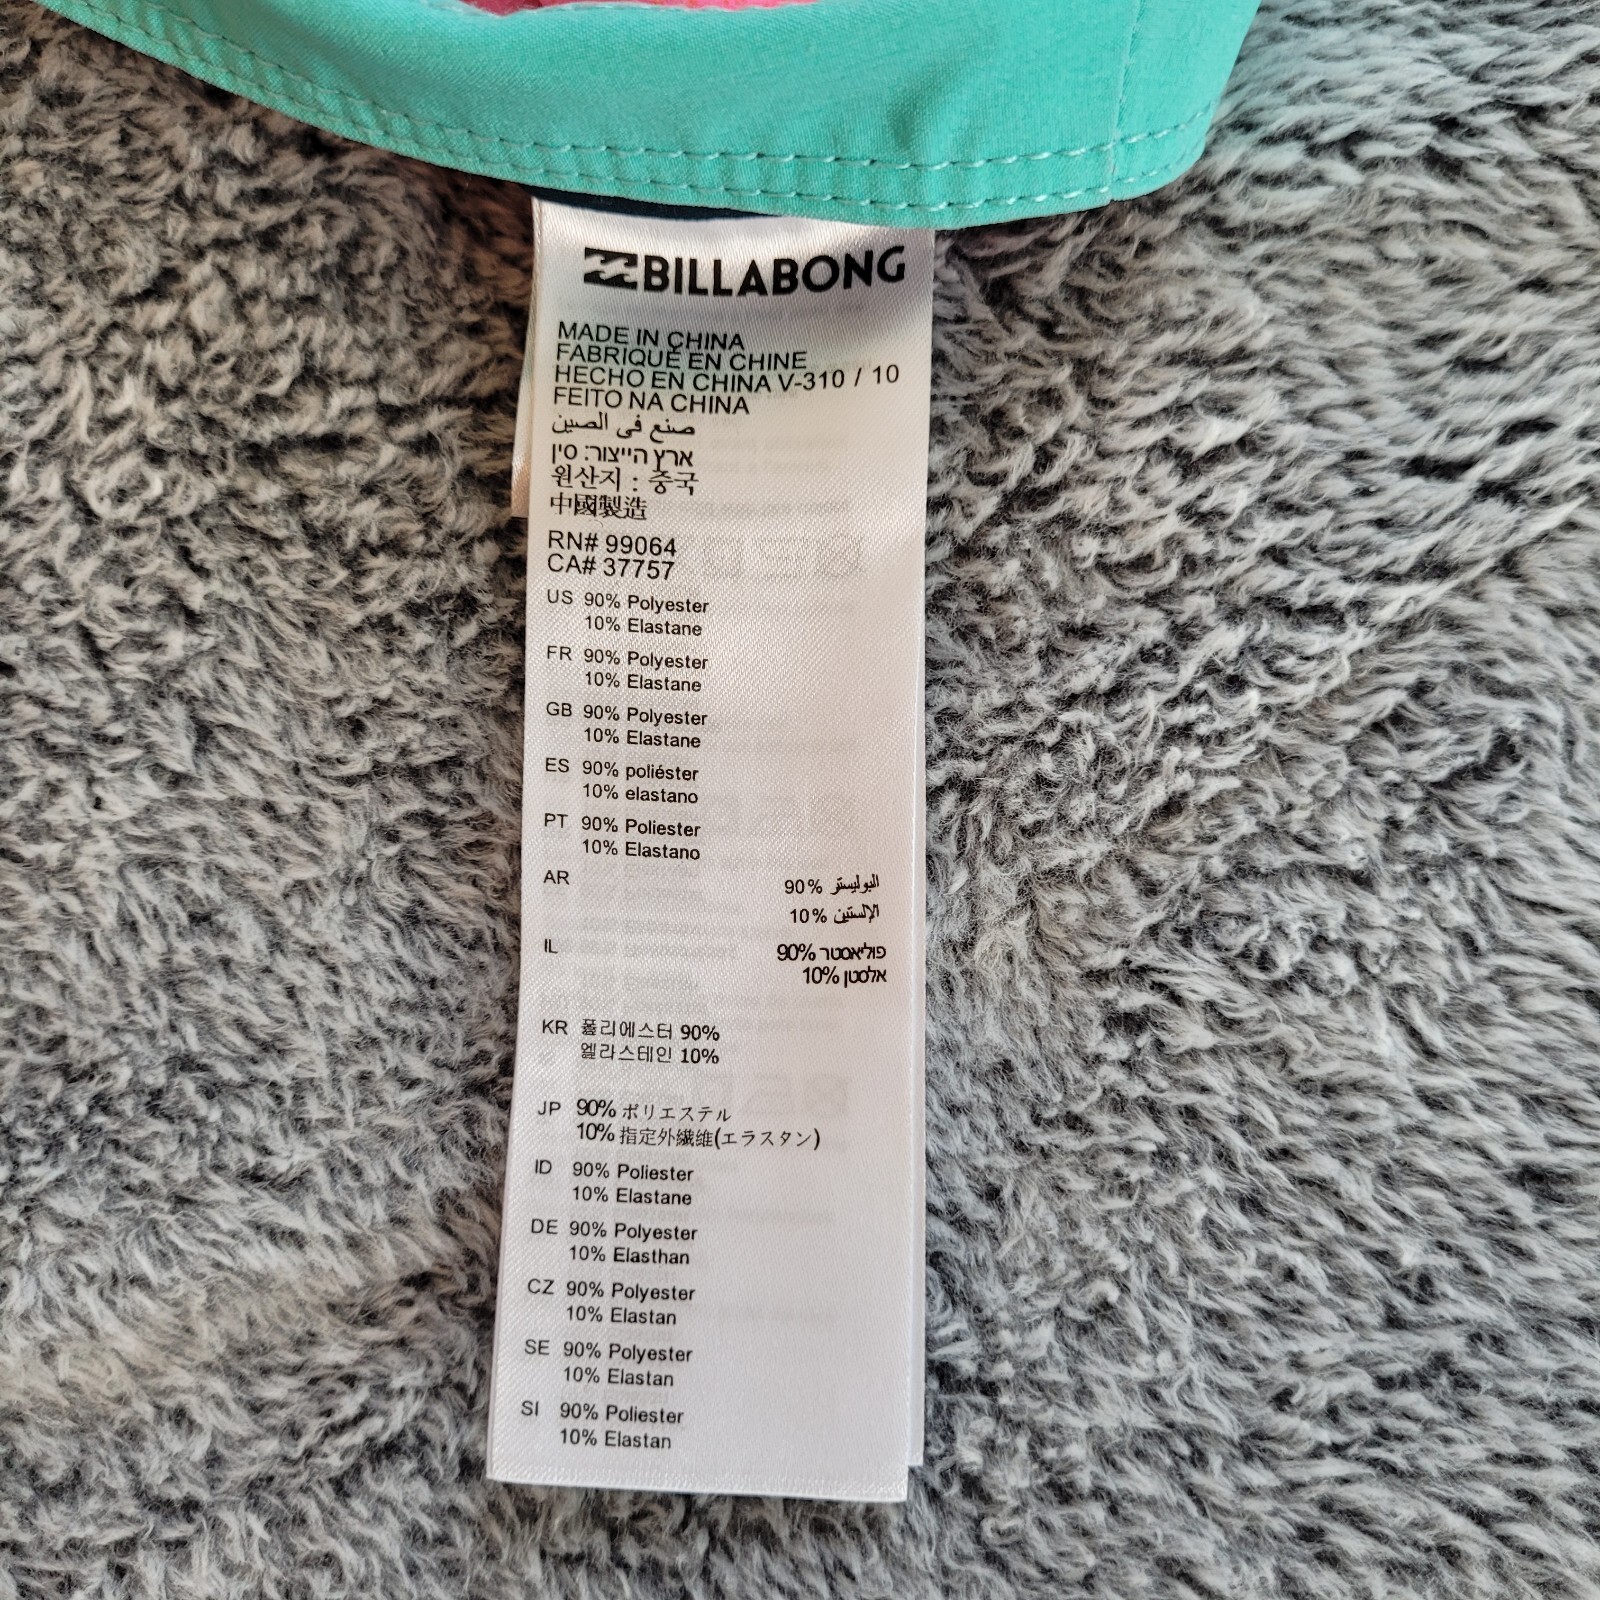 BILLABONG
MADE IN CHINA
FABRIQUÉ EN CHINE
HECHO EN CHINA V-310 / 10
FEITO NA CHINA
صنع في الصين
ארץ הייצור: סין
원산지 : 중국
中國製造
RN# 99064
CA# 37757
US 90% Polyester
10% Elastane
FR 90% Polyester
10% Elastane
GB 90% Polyester
10% Elastane
ES 90% poliéster
10% elastano
PT 90% Poliester
10% Elastano
AR 90% البوليستر
10% الإلستين
IL 90% פוליאסטר
10% אלסטן
KR 폴리에스터 90%
엘라스테인 10%
JP 90% ポリエステル
10% 指定外繊維(エラスタン)
ID 90% Poliester
10% Elastane
DE 90% Polyester
10% Elasthan
CZ 90% Polyester
10% Elastan
SE 90% Polyester
10% Elastan
SI 90% Poliester
10% Elastan